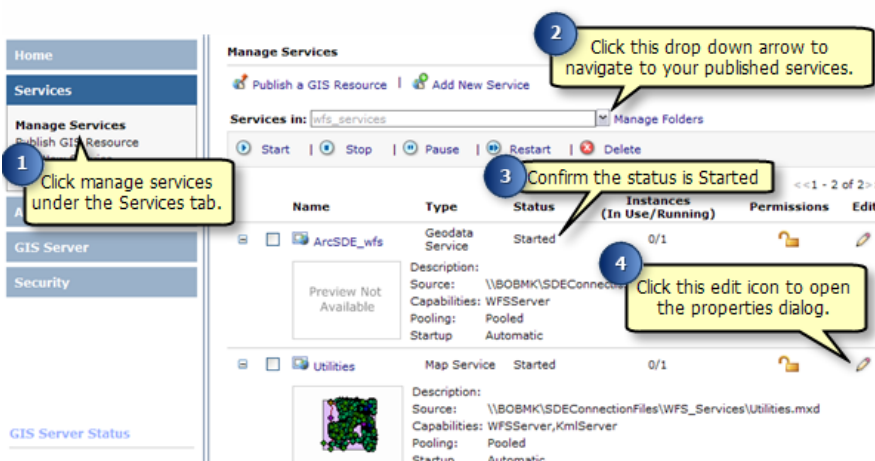 Home
Services
Manage Services
Publish GIS Resource
Manage Services
Publish a GIS Resource | Add New Service
Services in: wfs_services Manage Folders
Start | Stop | Pause | Restart | Delete
<<1 - 2 of 2>
Name Type Status Instances (In Use/Running) Permissions Edit
ArcSDE_wfs Geodata Service Started 0/1
Preview Not
Available
Description:
Source: \\BOBMK\SDEConnection
Capabilities: WFSServer
Pooling: Pooled
Startup Automatic
Utilities Map Service Started 0/1
Description:
Source: \\BOBMK\SDEConnectionFiles\WFS_Services\Utilities.mxd
Capabilities: WFSServer,KmlServer
Pooling: Pooled
Startup Automatic
GIS Server
Security
GIS Server Status
1
Click manage services
under the Services tab.
2
Click this drop down arrow to
navigate to your published services.
3
Confirm the status is Started
4
Click this edit icon to open
the properties dialog.